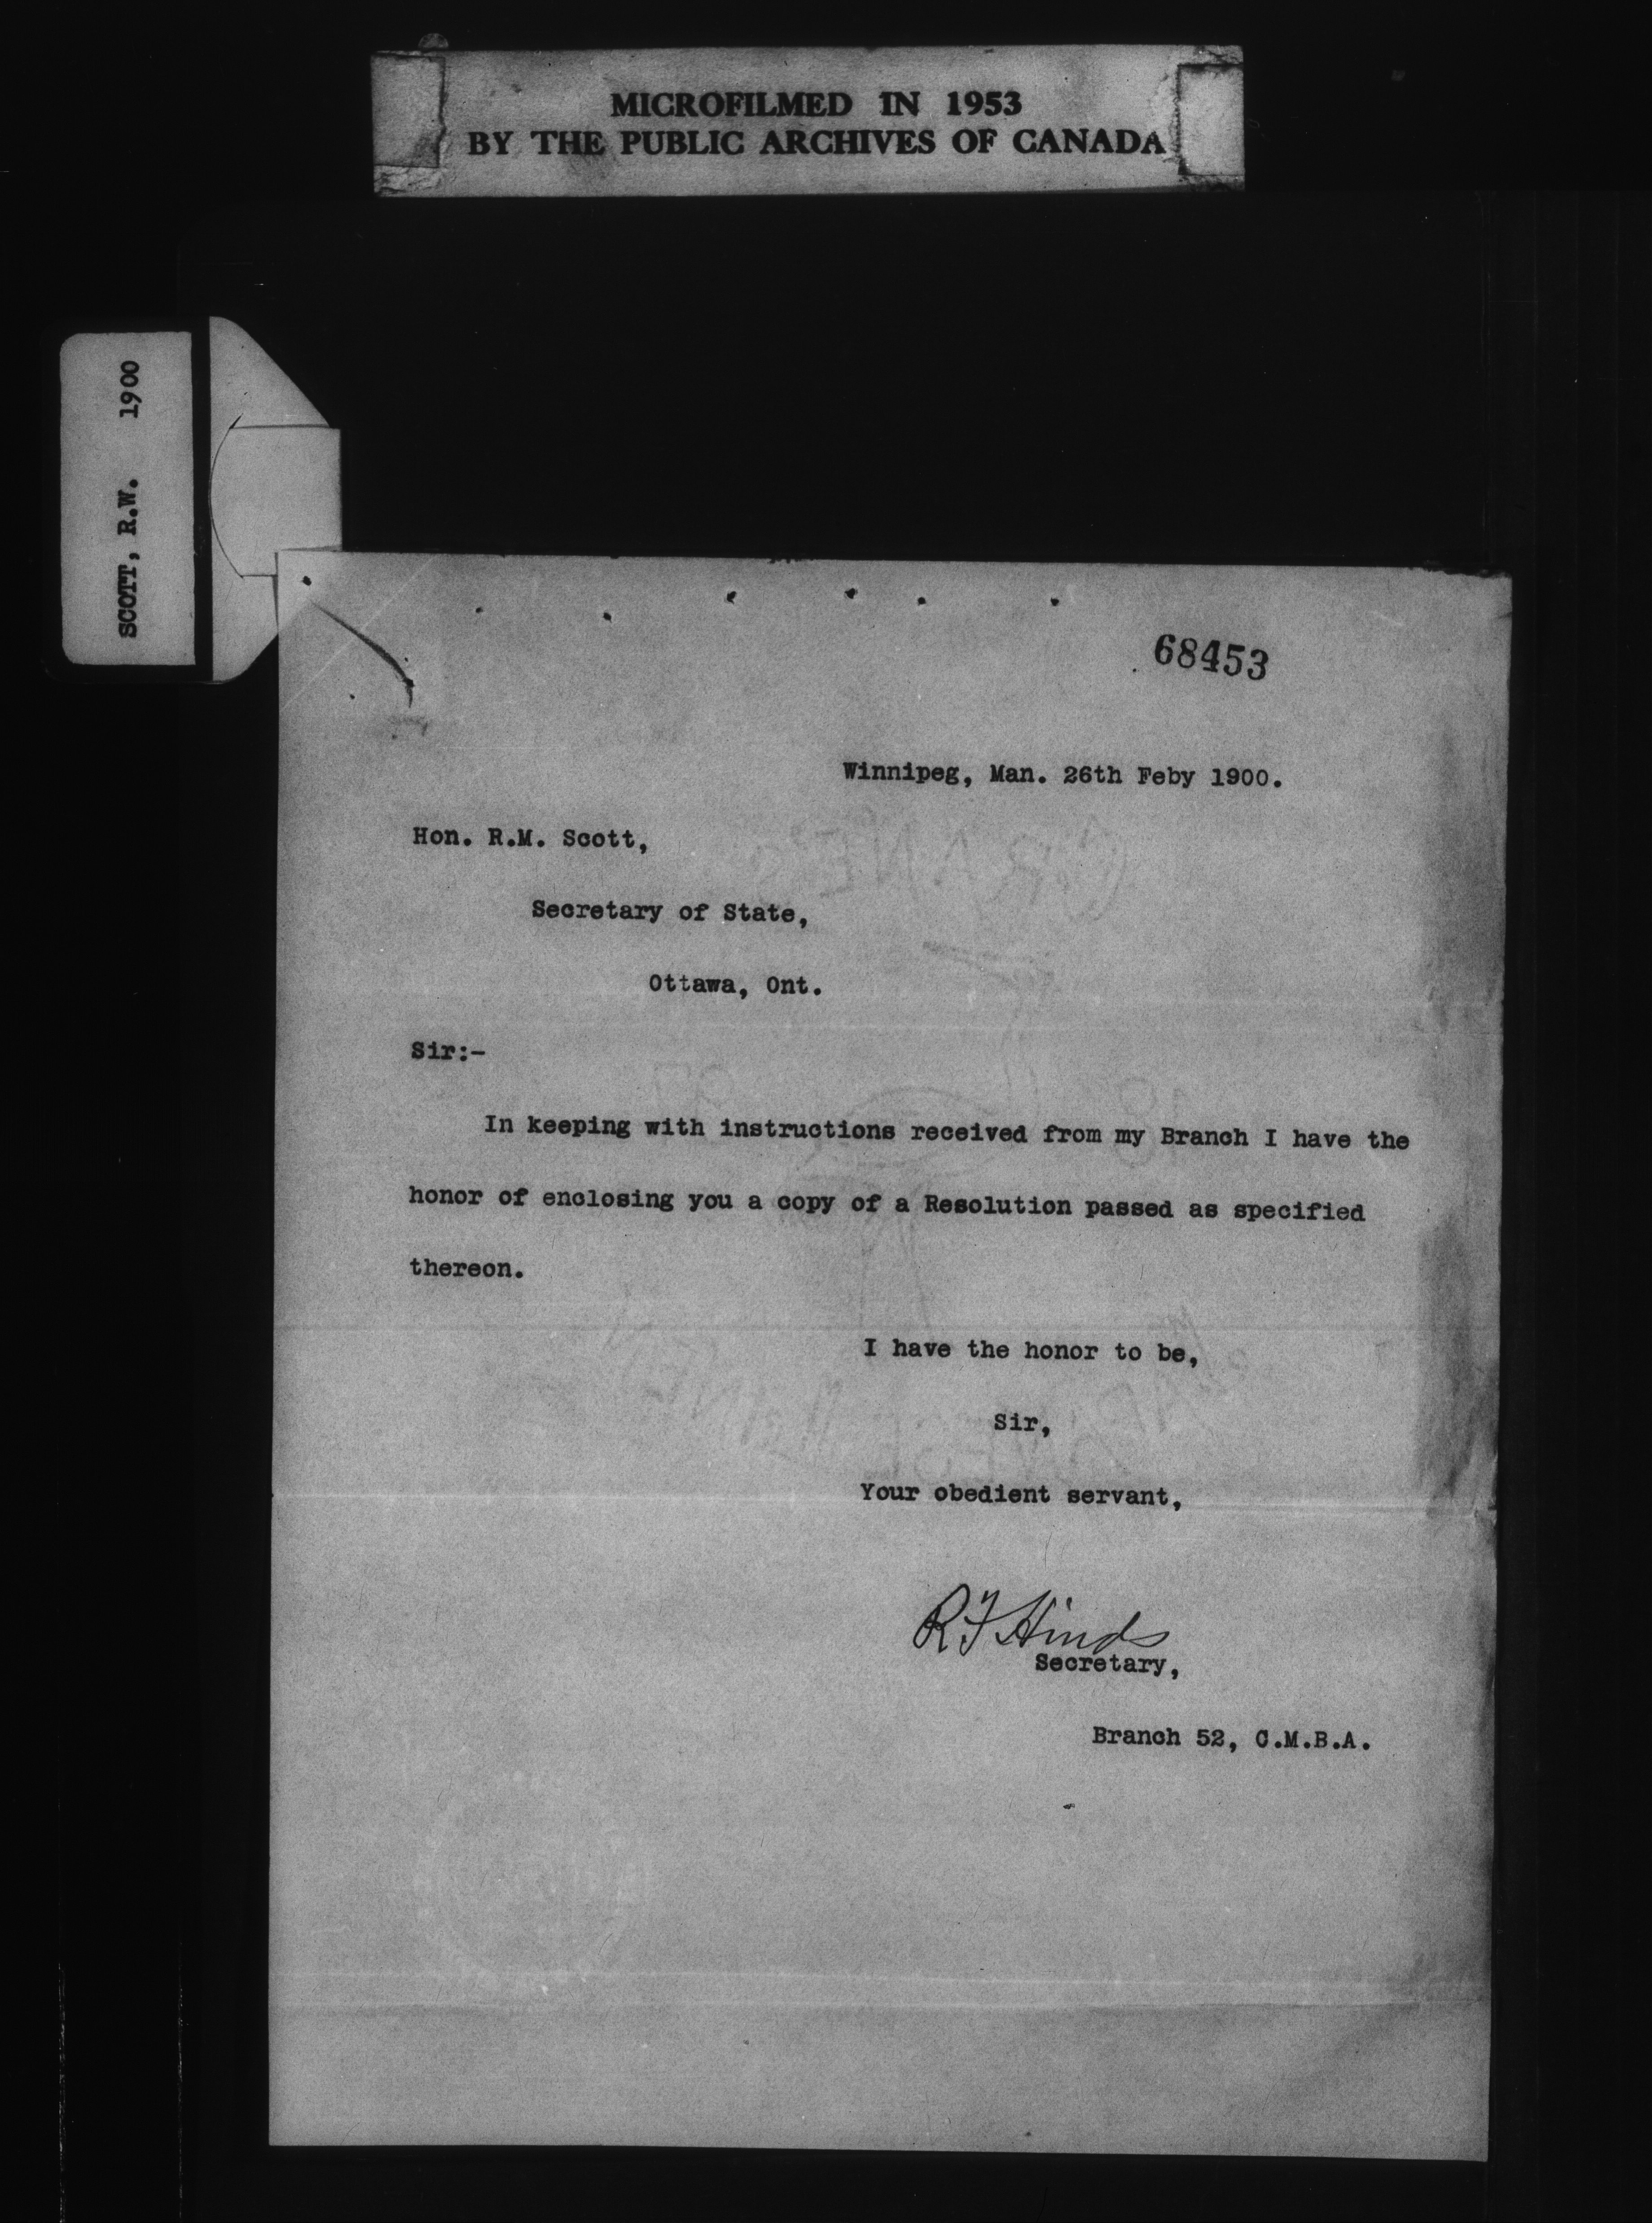 MICROFILMED IN 1953
BY THE PUBLIC ARCHIVES OF CANADA
SCOTT, R.W. 1900
68453
Winnipeg, Man. 26th Feby 1900.
Hon. R.M. Scott,
Secretary of State,
Ottawa, Ont.
Sir:-
In keeping with instructions received from my Branch I have the
honor of enclosing you a copy of a Resolution passed as specified
thereon.
I have the honor to be,
Sir,
Your obedient servant,
R F Hinds
Secretary,
Branch 52, C.M.B.A.